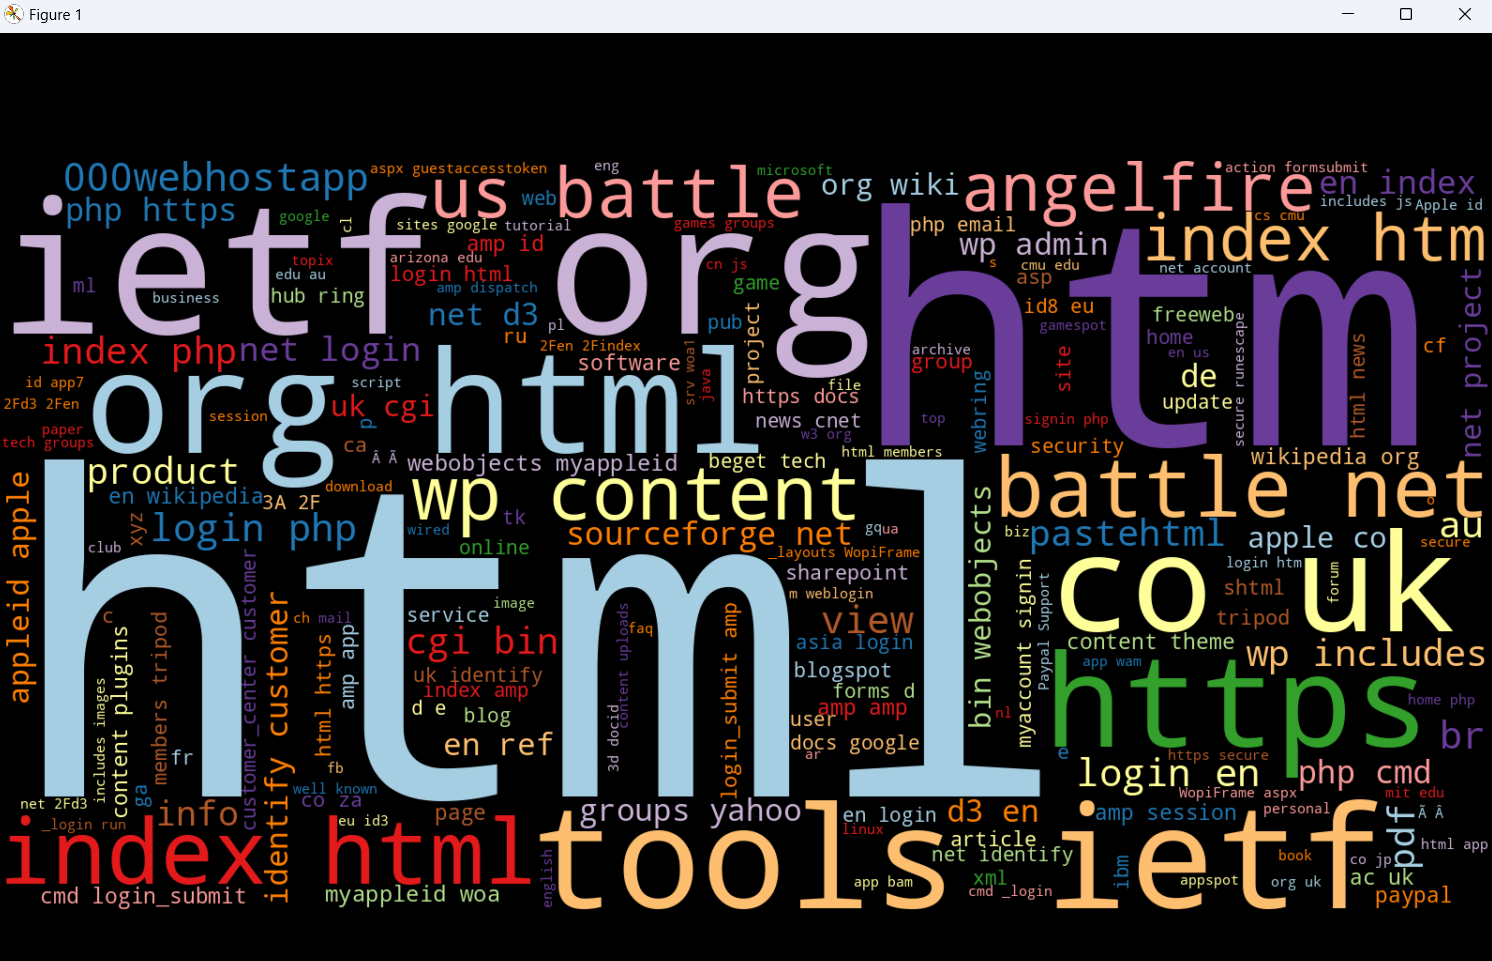 Figure 1
000webhostapp
aspx guestaccesstoken
eng
us battle
web
microsoft
org wiki
angelfire
action formsubmit
en index
includes js
Apple id
php https
google
cl
sites google
tutorial
games groups
php email
cs cmu
index htm
ietf org
amp id
wp admin
topix
arizona edu
edu au
login html
cn js
s
cmu edu
net account
htm
ml
business
hub ring
amp dispatch
game
asp
net d3
pl
pub
project
id8 eu
gamespot
freeweb
home
en us
secure runescape
html news
cf
net project
ru
2Fen 2Findex
index php
net login
software
srv woa1
java
archive
group
site
id app7
script
file
https docs
webring
de
update
2Fd3 2Fen
session
uk cgi
p
org html
news cnet
top
signin php
paper
tech groups
ca
w3 org
security
Â Ã
webobjects myappleid
beget tech
html members
wikipedia org
product
en wikipedia
3A 2F
download
wp content
battle net
o
appleid apple
xyz
login php
wired
tk
sourceforge net
gq
ua
biz
pastehtml
apple co
au
secure
club
online
_layouts WopiFrame
login htm
html
sharepoint
m weblogin
bin webobjects
myaccount signin
Paypal Support
co uk
shtml
forum
c
members tripod
customer_center customer
identify customer
ch
mail
service
image
view
tripod
content plugins
includes images
html https
amp app
cgi bin
content uploads
faq
login_submit amp
asia login
content theme
wp includes
uk identify
index amp
blogspot
app wam
d e
blog
forms d
amp amp
https
home php
user
nl
en ref
3d docid
docs google
ar
br
fr
fb
e
https secure
ga
well known
login en
php cmd
net 2Fd3
info
co za
page
groups yahoo
en login
d3 en
WopiFrame aspx
mit edu
_login run
eu id3
linux
amp session
personal
Ã Â
index html
english
tools ietf
article
net identify
ibm
book
co jp
pdf
html app
cmd login_submit
myappleid woa
app bam
xml
cmd _login
appspot
org uk
ac uk
paypal